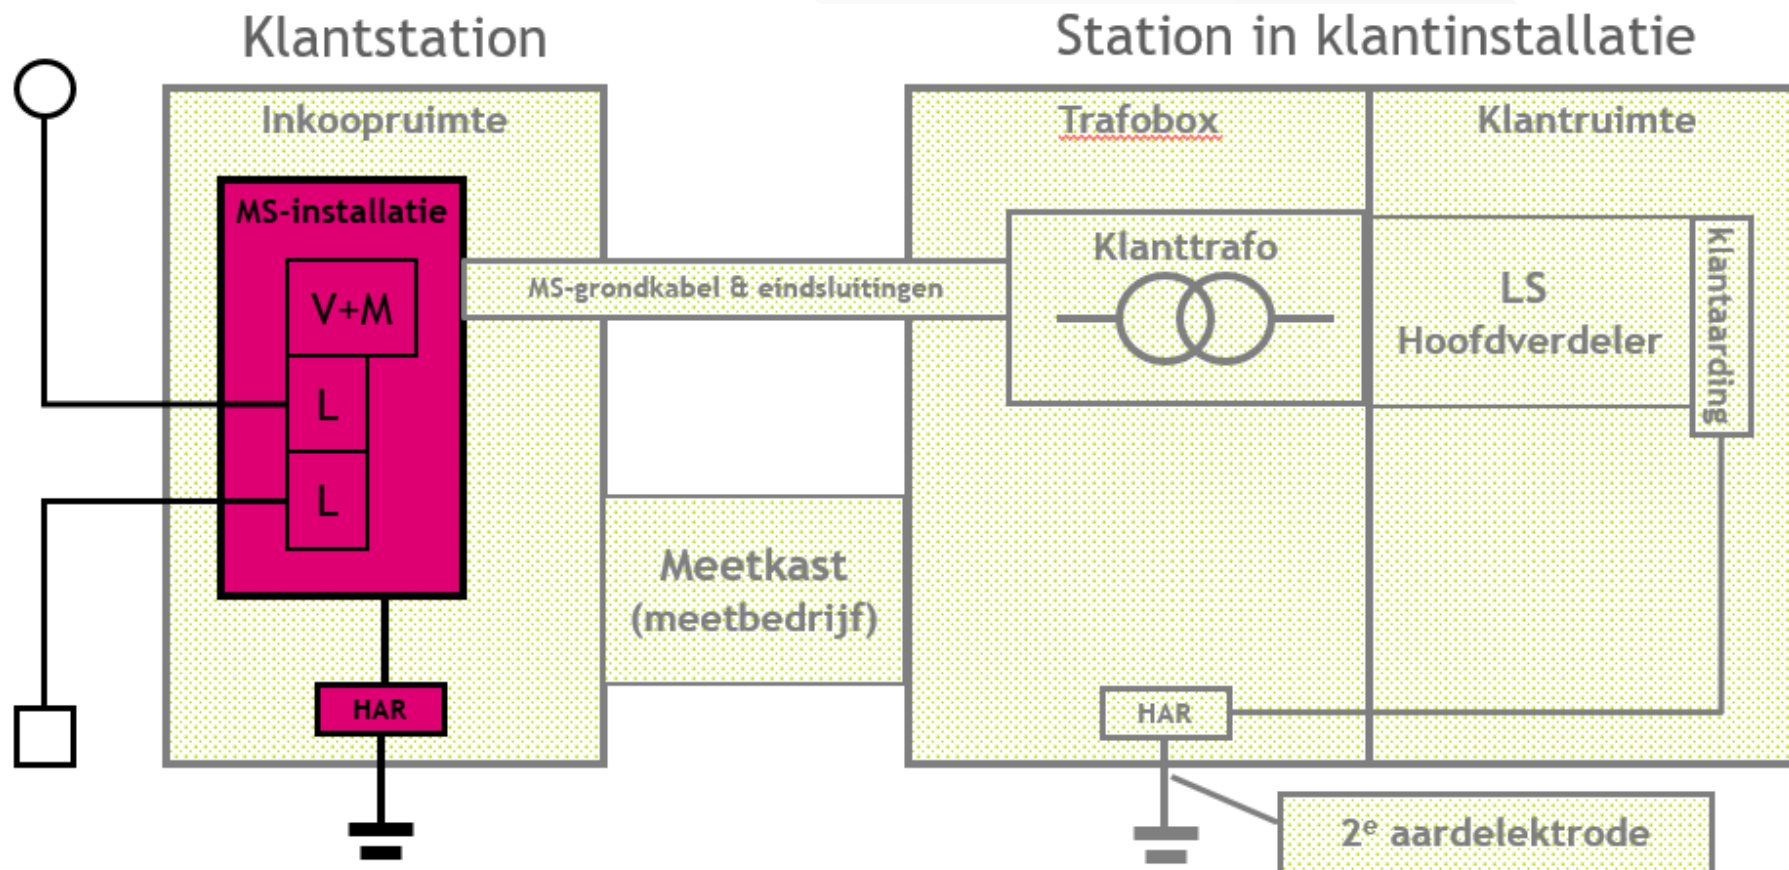 Klantstation
Station in klantinstallatie
Inkoopruimte
Trafobox
Klantruimte
MS-installatie
V+M
L
L
HAR
MS-grondkabel & eindsluitingen
Klanttrafo
LS
Hoofdverdeler
klantaarding
Meetkast
(meetbedrijf)
HAR
2e aardelektrode